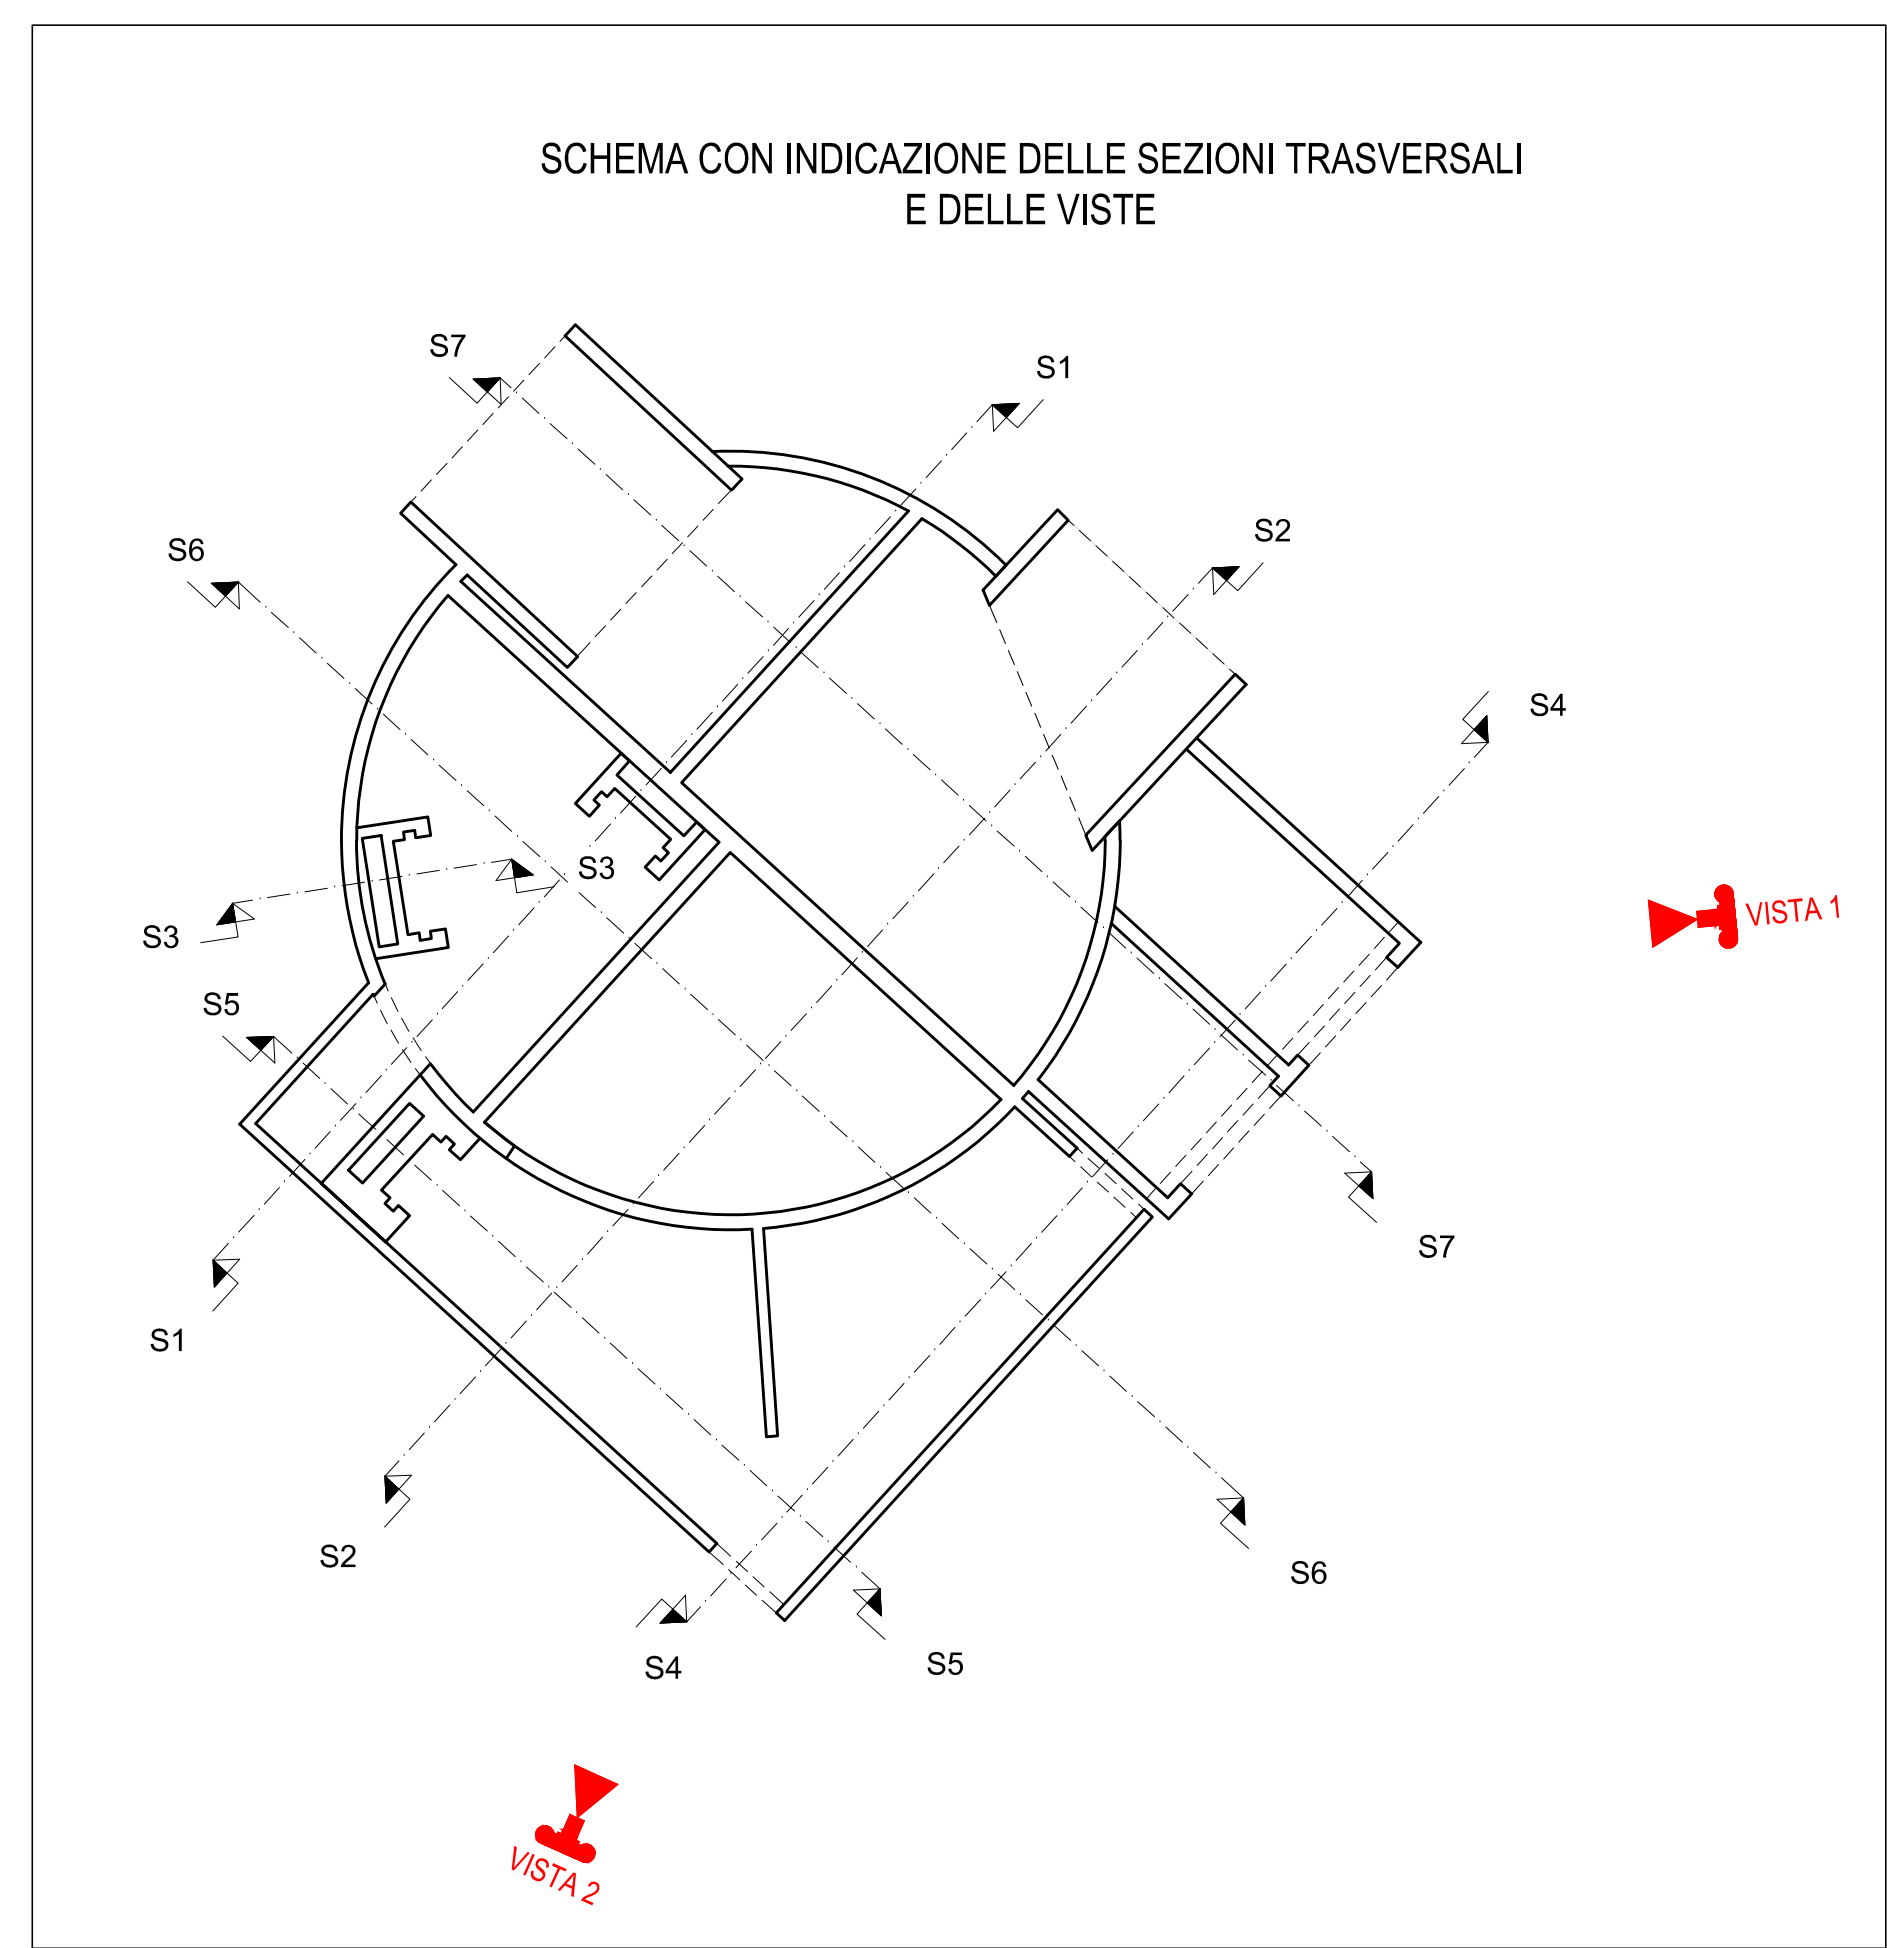 SCHEMA CON INDICAZIONE DELLE SEZIONI TRASVERSALI
E DELLE VISTE
S7
S1
S2
S6
S4
S3
S3
VISTA 1
S5
S7
S1
S2
S6
S4
S5
VISTA 2